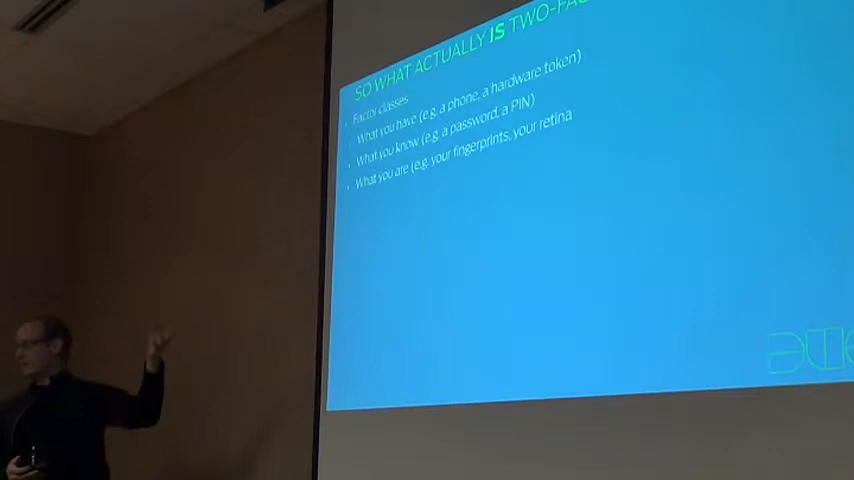 SO WHAT ACTUALLY IS TWO-FA
Factor classes
What you have (e.g. a phone, a hardware token)
What you know (e.g. a password, a PIN)
What you are (e.g. your fingerprints, your retina